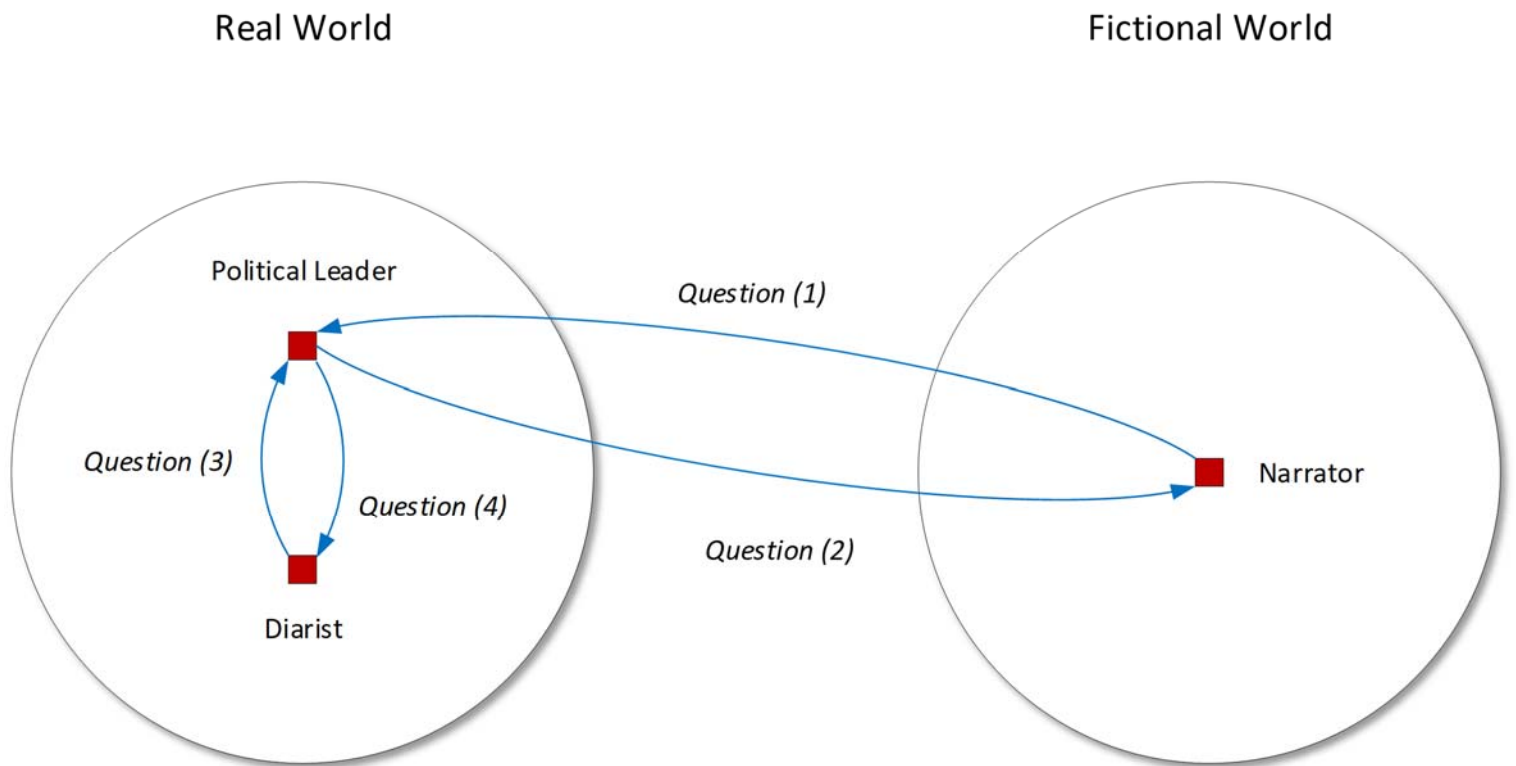 Real World
Fictional World
Political Leader
Question (1)
Question (3)
Question (4)
Narrator
Question (2)
Diarist